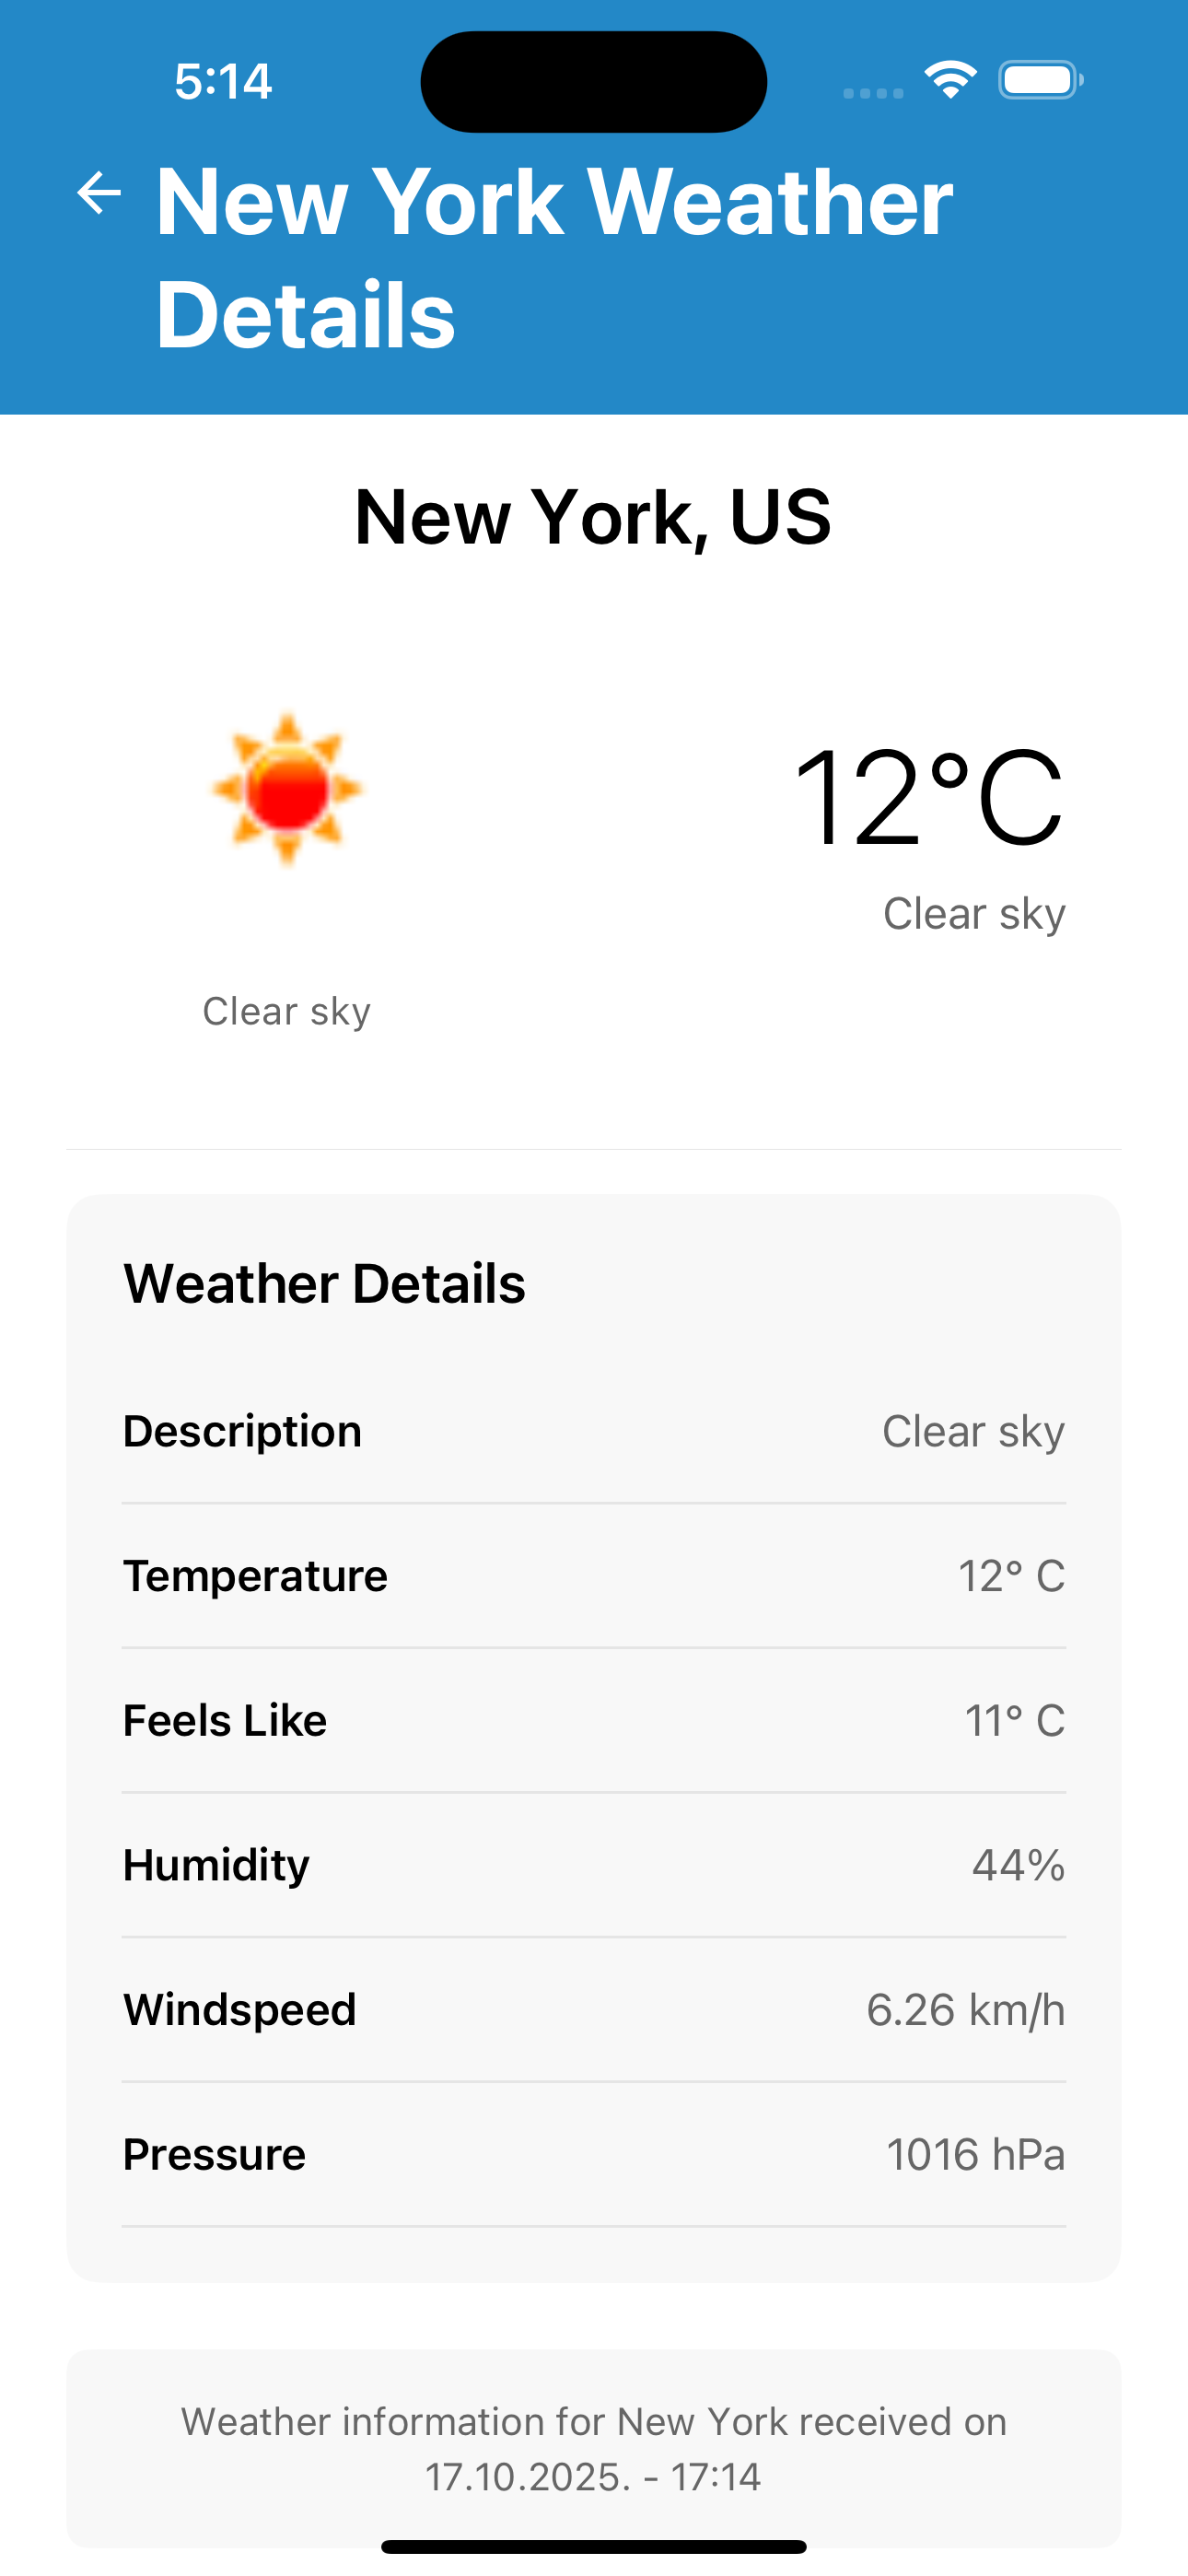 5:14
New York Weather
Details
New York, US
12°C
Clear sky
Clear sky
Weather Details
Description Clear sky
Temperature 12° C
Feels Like 11° C
Humidity 44%
Windspeed 6.26 km/h
Pressure 1016 hPa
Weather information for New York received on
17.10.2025. - 17:14